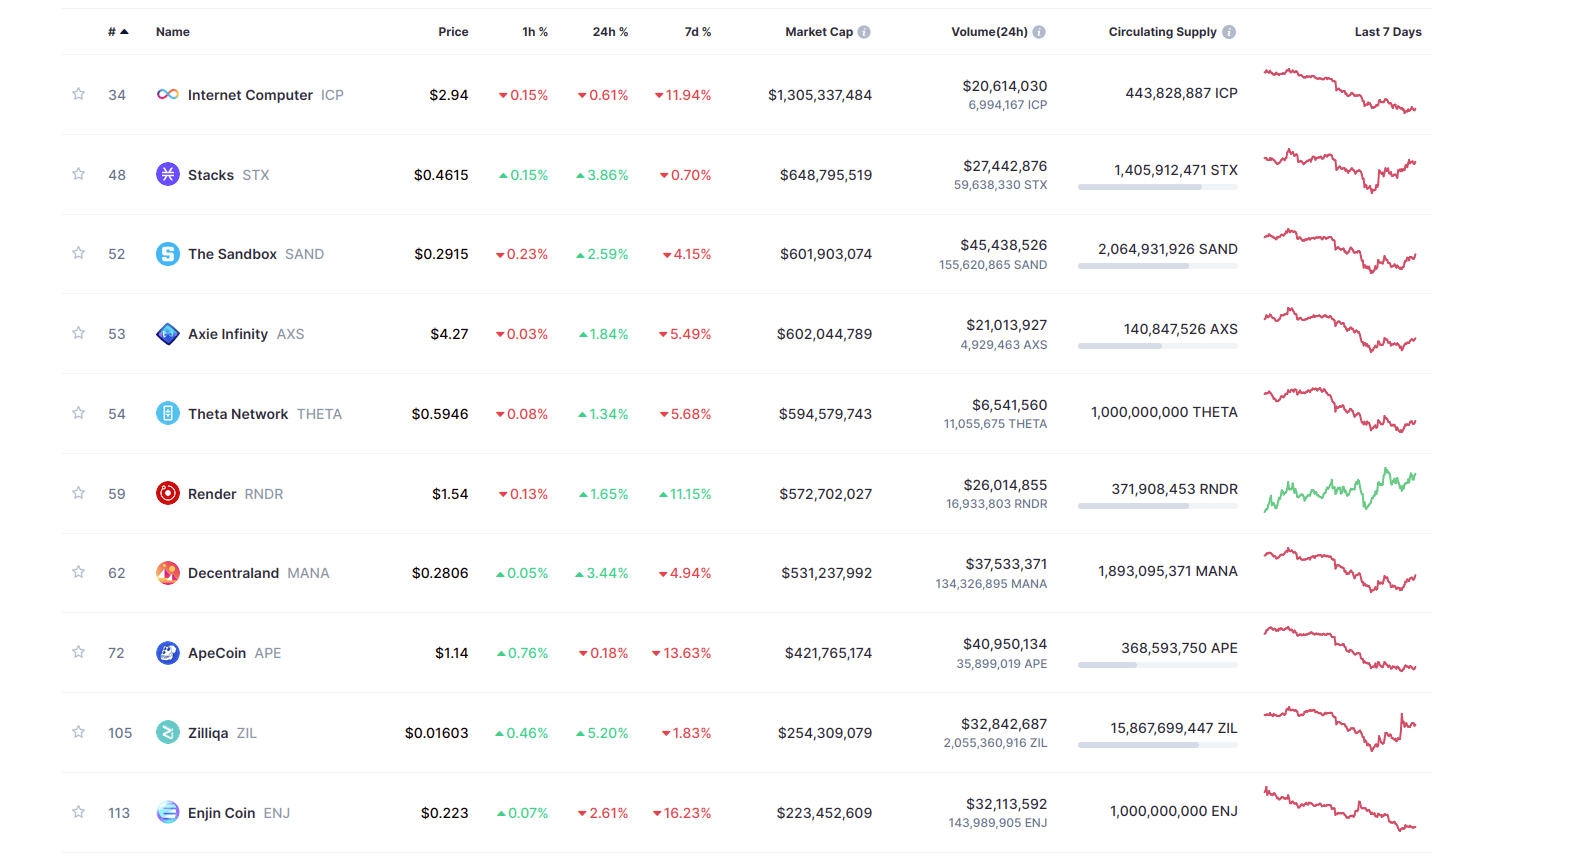 # Name Price 1h % 24h % 7d % Market Cap Volume(24h) Circulating Supply Last 7 Days
34 Internet Computer ICP $2.94 0.15% 0.61% 11.94% $1,305,337,484 $20,614,030 443,828,887 ICP
6,994,167 ICP
48 Stacks STX $0.4615 0.15% 3.86% 0.70% $648,795,519 $27,442,876 1,405,912,471 STX
59,638,330 STX
52 The Sandbox SAND $0.2915 0.23% 2.59% 4.15% $601,903,074 $45,438,526 2,064,931,926 SAND
155,620,865 SAND
53 Axie Infinity AXS $4.27 0.03% 1.84% 5.49% $602,044,789 $21,013,927 140,847,526 AXS
4,929,463 AXS
54 Theta Network THETA $0.5946 0.08% 1.34% 5.68% $594,579,743 $6,541,560 1,000,000,000 THETA
11,055,675 THETA
59 Render RNDR $1.54 0.13% 1.65% 11.15% $572,702,027 $26,014,855 371,908,453 RNDR
16,933,803 RNDR
62 Decentraland MANA $0.2806 0.05% 3.44% 4.94% $531,237,992 $37,533,371 1,893,095,371 MANA
134,326,895 MANA
72 ApeCoin APE $1.14 0.76% 0.18% 13.63% $421,765,174 $40,950,134 368,593,750 APE
35,899,019 APE
105 Zilliqa ZIL $0.01603 0.46% 5.20% 1.83% $254,309,079 $32,842,687 15,867,699,447 ZIL
2,055,360,916 ZIL
113 Enjin Coin ENJ $0.223 0.07% 2.61% 16.23% $223,452,609 $32,113,592 1,000,000,000 ENJ
143,989,905 ENJ